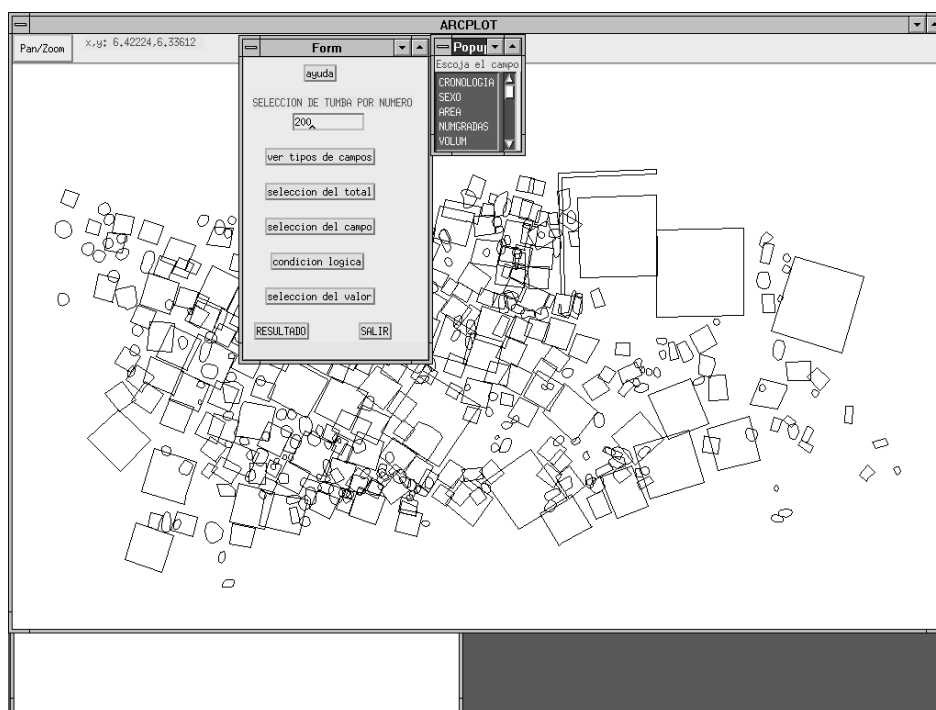 ARCPLOT
Pan/Zoom
x,y: 6.42224,6.33612
Form
ayuda
SELECCION DE TUMBA POR NUMERO
200
ver tipos de campos
seleccion del total
seleccion del campo
condicion logica
seleccion del valor
RESULTADO
SALIR
Popup
Escoja el campo
CRONOLOGIA
SEXO
AREA
NUMGRADAS
VOLUM